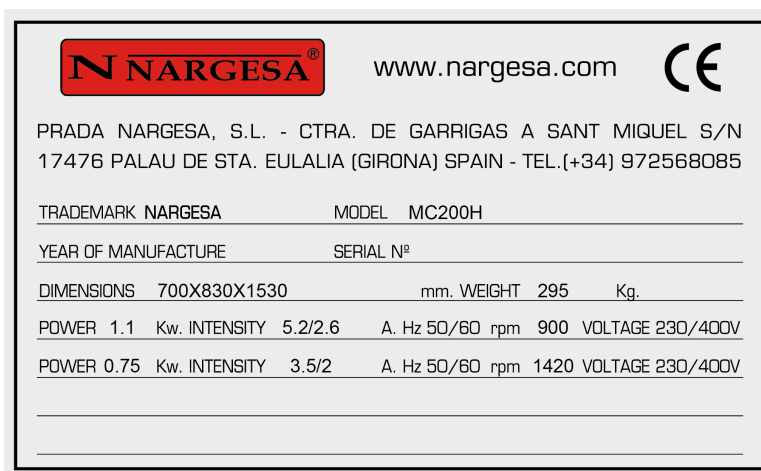 N NARGESA® www.nargesa.com CE
PRADA NARGESA, S.L. - CTRA. DE GARRIGAS A SANT MIQUEL S/N
17476 PALAU DE STA. EULALIA (GIRONA) SPAIN - TEL.(+34) 972568085
TRADEMARK NARGESA MODEL MC200H
YEAR OF MANUFACTURE SERIAL Nº
DIMENSIONS 700X830X1530 mm. WEIGHT 295 Kg.
POWER 1.1 Kw. INTENSITY 5.2/2.6 A. Hz 50/60 rpm 900 VOLTAGE 230/400V
POWER 0.75 Kw. INTENSITY 3.5/2 A. Hz 50/60 rpm 1420 VOLTAGE 230/400V